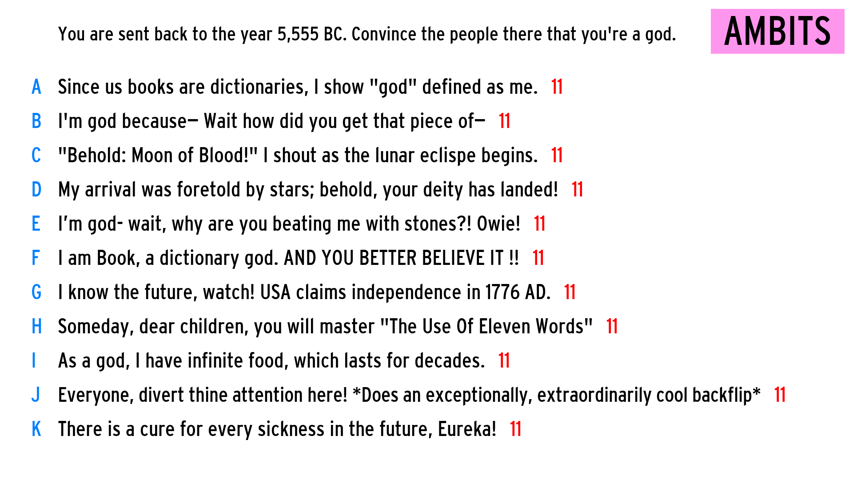 You are sent back to the year 5,555 BC. Convince the people there that you're a god.
AMBITS
A Since us books are dictionaries, I show "god" defined as me. 11
B I'm god because— Wait how did you get that piece of— 11
C "Behold: Moon of Blood!" I shout as the lunar eclispe begins. 11
D My arrival was foretold by stars; behold, your deity has landed! 11
E I’m god- wait, why are you beating me with stones?! Owie! 11
F I am Book, a dictionary god. AND YOU BETTER BELIEVE IT !! 11
G I know the future, watch! USA claims independence in 1776 AD. 11
H Someday, dear children, you will master "The Use Of Eleven Words" 11
I As a god, I have infinite food, which lasts for decades. 11
J Everyone, divert thine attention here! *Does an exceptionally, extraordinarily cool backflip* 11
K There is a cure for every sickness in the future, Eureka! 11